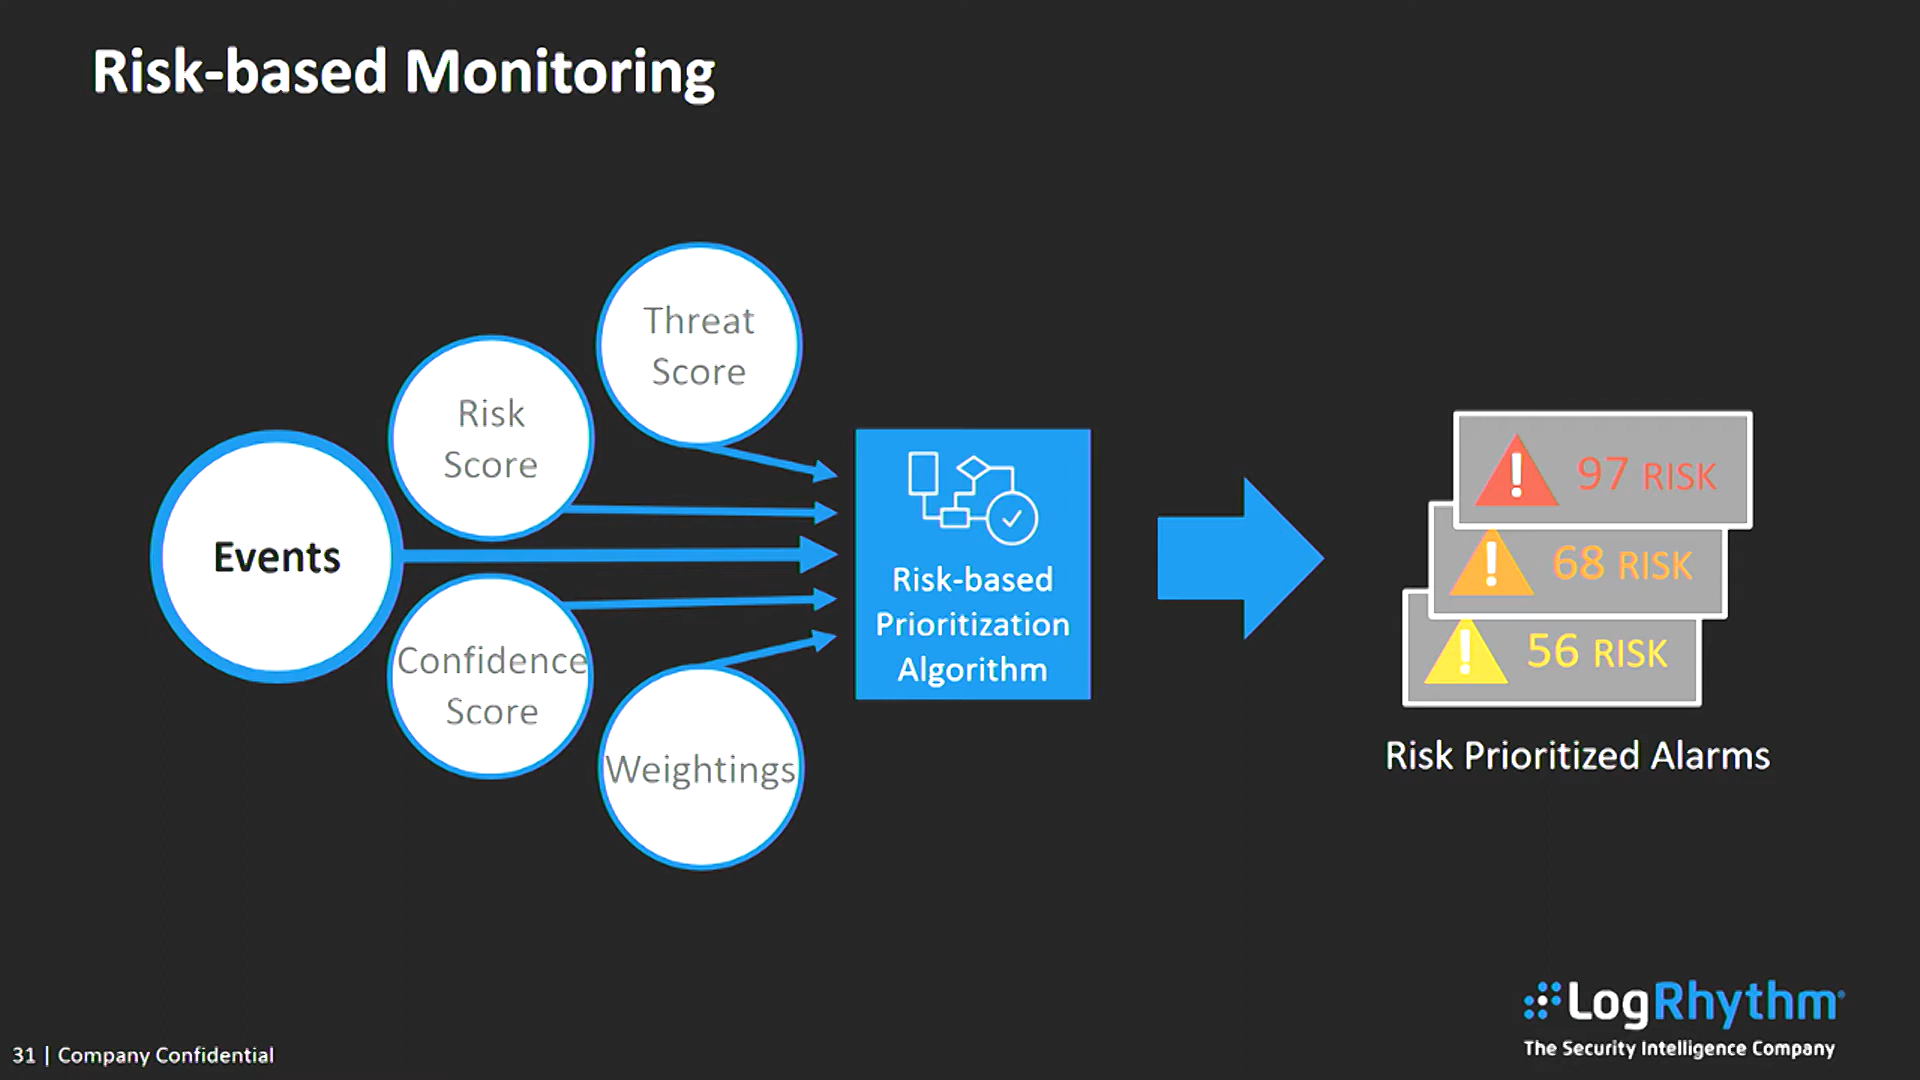 Risk-based Monitoring
Threat
Score
Risk
Score
Events
Confidence
Score
Weightings
Risk-based
Prioritization
Algorithm
! 97 RISK
! 68 RISK
! 56 RISK
Risk Prioritized Alarms
LogRhythm
The Security Intelligence Company
31 | Company Confidential